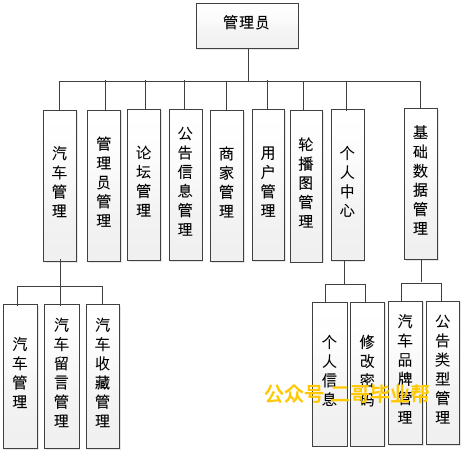 管理员
汽车管理
管理员管理
论坛管理
公告信息管理
商家管理
用户管理
轮播图管理
个人中心
基础数据管理
汽车管理
汽车留言管理
汽车收藏管理
个人信息
修改密码
汽车品牌管理
公告类型管理
公众号 二哥毕业帮